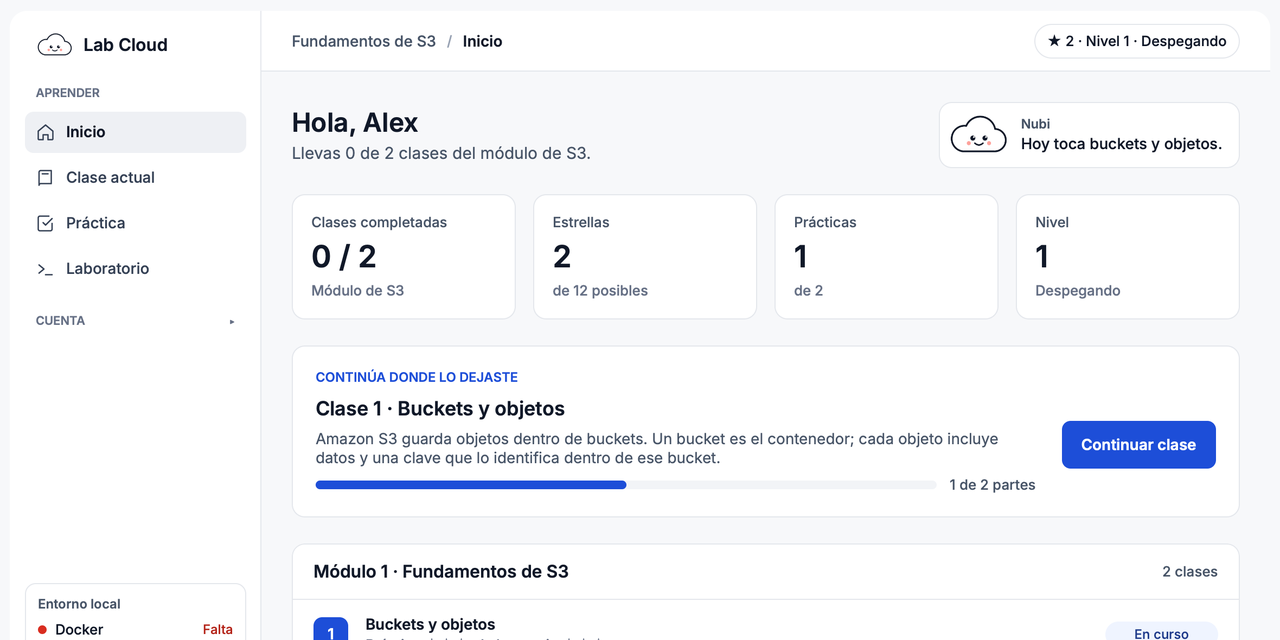 Lab Cloud
APRENDER
Inicio
Clase actual
Práctica
Laboratorio
CUENTA
Entorno local
Docker
Falta
Fundamentos de S3 / Inicio
★ 2 · Nivel 1 · Despegando
Hola, Alex
Llevas 0 de 2 clases del módulo de S3.
Nubi
Hoy toca buckets y objetos.
Clases completadas
0 / 2
Módulo de S3
Estrellas
2
de 12 posibles
Prácticas
1
de 2
Nivel
1
Despegando
CONTINÚA DONDE LO DEJASTE
Clase 1 · Buckets y objetos
Amazon S3 guarda objetos dentro de buckets. Un bucket es el contenedor; cada objeto incluye
datos y una clave que lo identifica dentro de ese bucket.
1 de 2 partes
Continuar clase
Módulo 1 · Fundamentos de S3
2 clases
1
Buckets y objetos
En curso